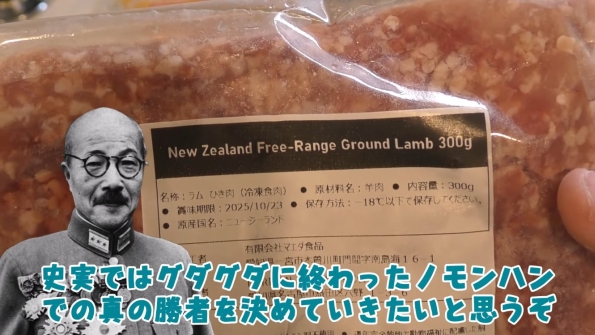 New Zealand Free-Range Ground Lamb 300g
名称:ラム ひき肉(冷凍食肉) ● 原材料名:羊肉 ● 内容量:300g
● 賞味期限:2025/10/23 ● 保存方法:-18℃以下で保存してください。
● 原産国名:ニュージーランド
有限会社マエダ食品
史実ではグダグダに終わったノモンハン
での真の勝者を決めていきたいと思うぞ